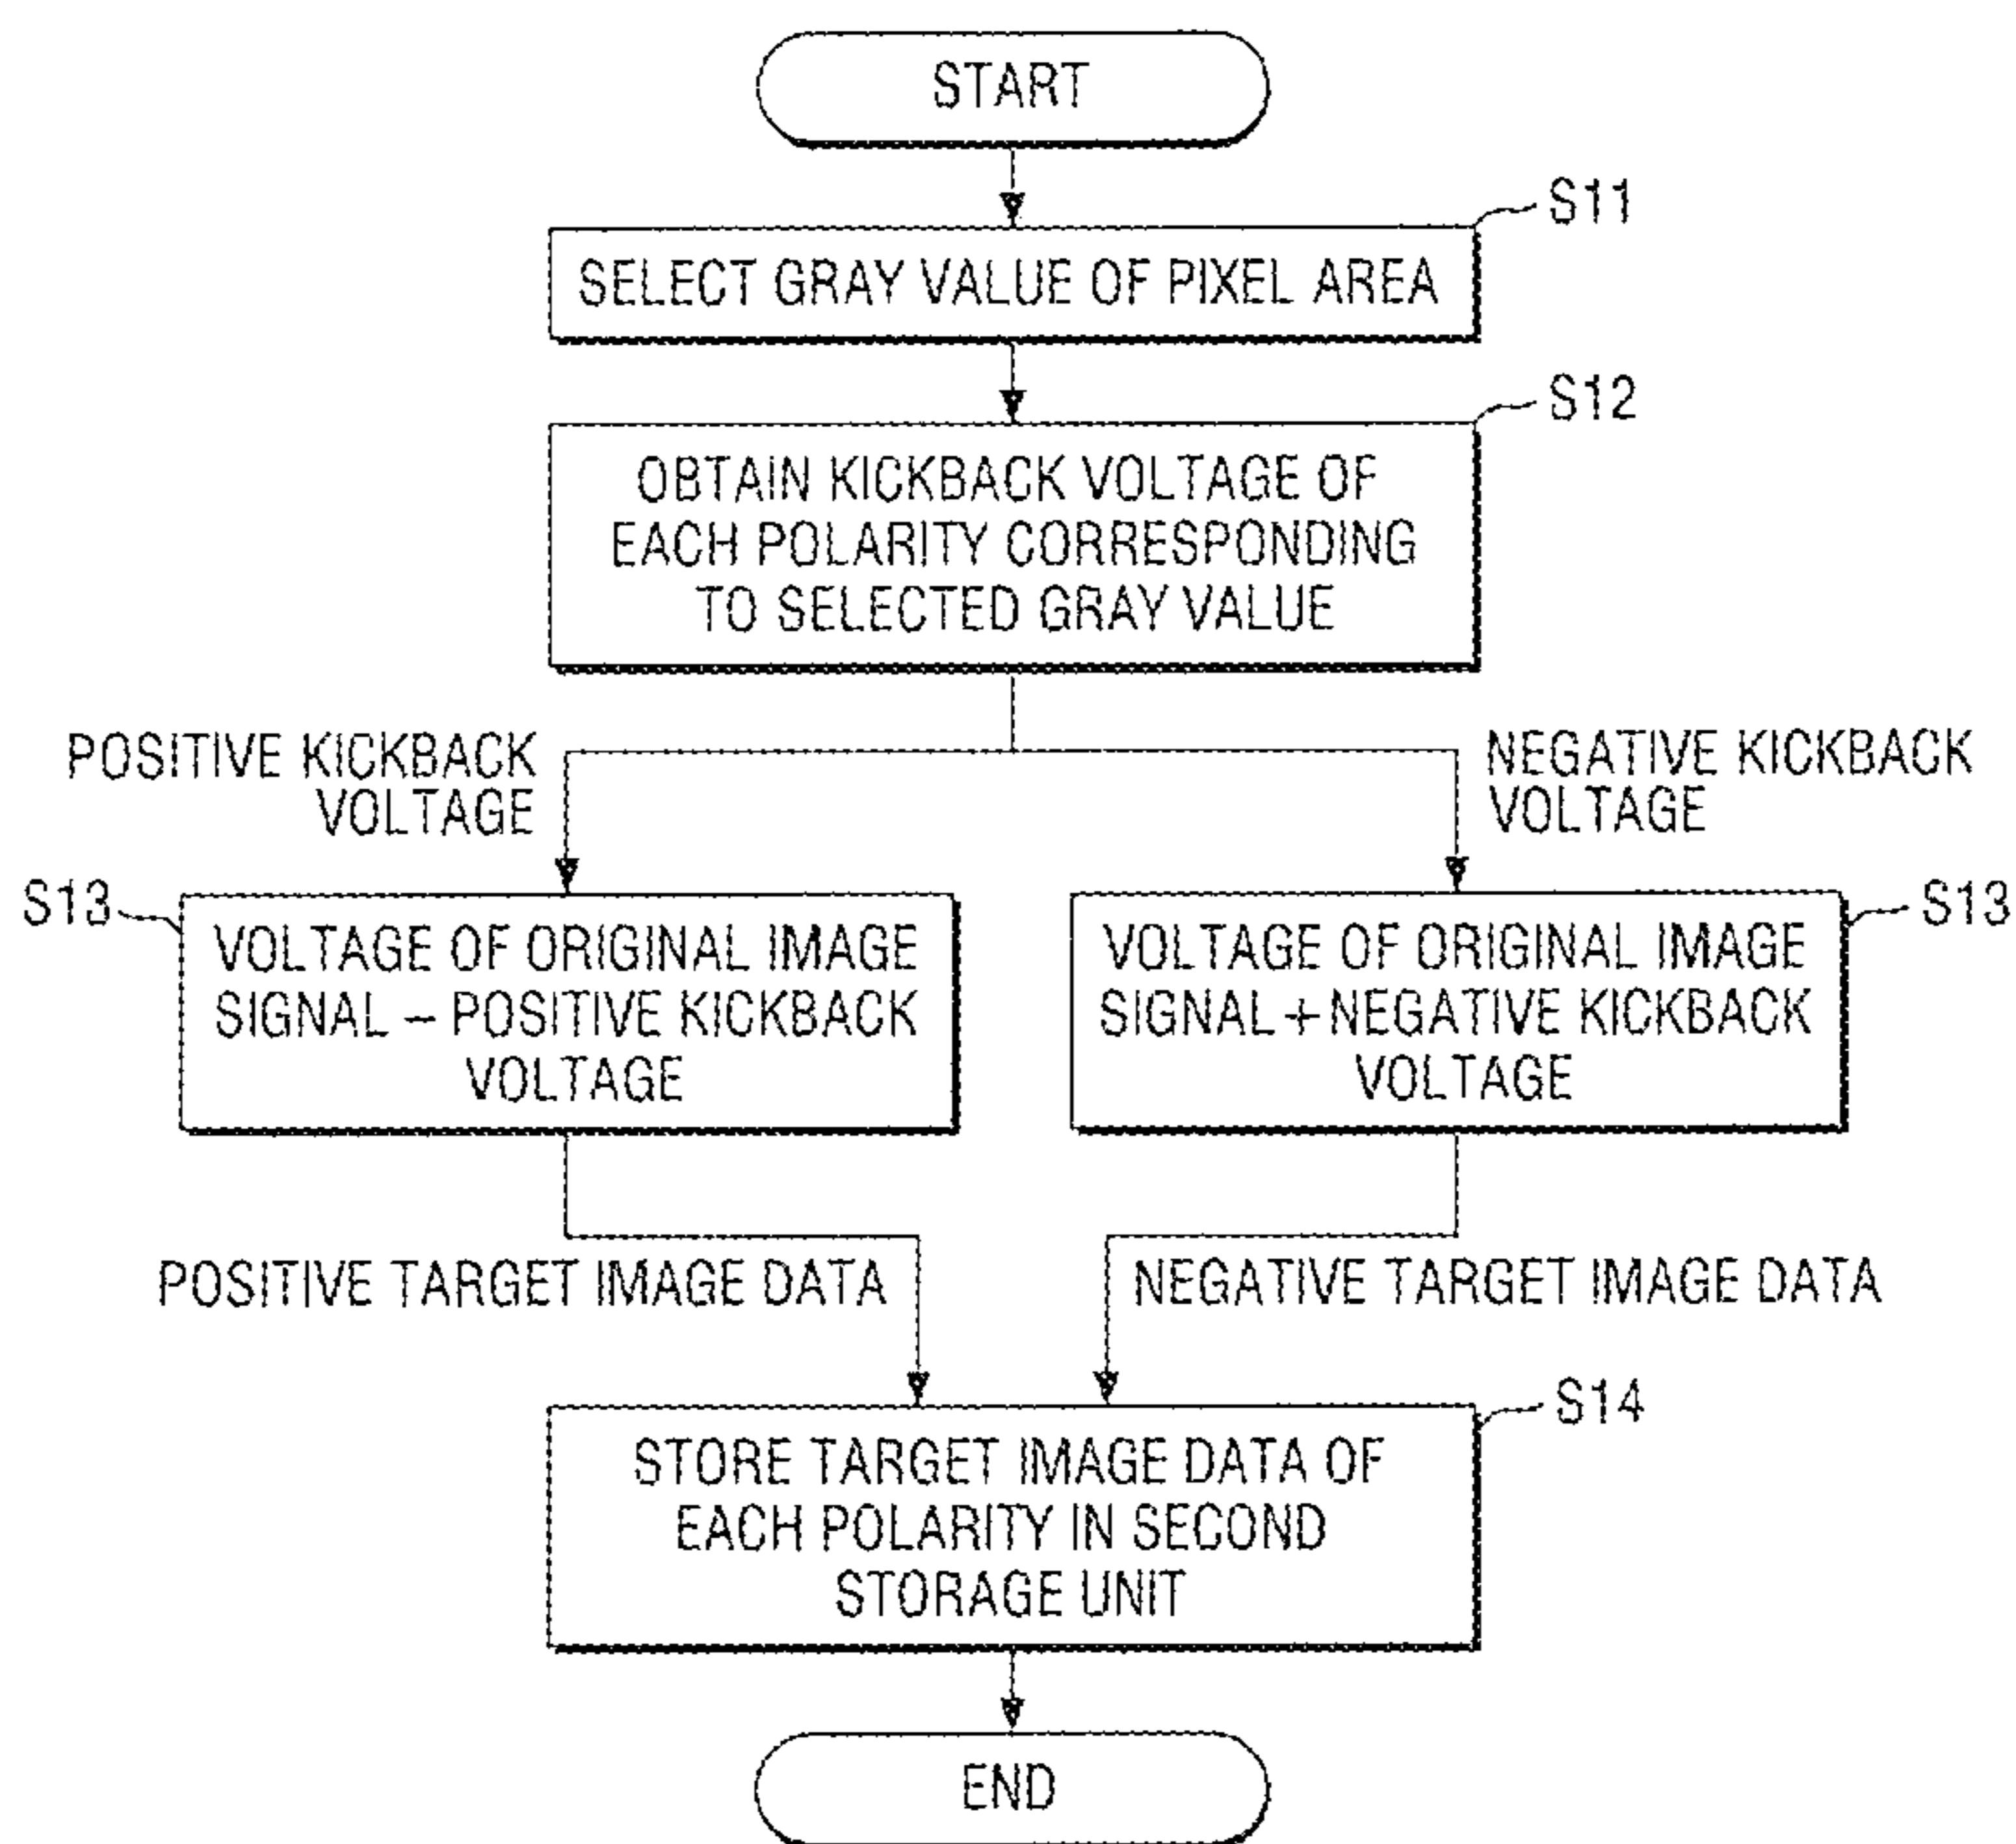 START
S11
SELECT GRAY VALUE OF PIXEL AREA
S12
OBTAIN KICKBACK VOLTAGE OF
EACH POLARITY CORRESPONDING
TO SELECTED GRAY VALUE
POSITIVE KICKBACK
VOLTAGE
NEGATIVE KICKBACK
VOLTAGE
S13
VOLTAGE OF ORIGINAL IMAGE
SIGNAL – POSITIVE KICKBACK
VOLTAGE
S13
VOLTAGE OF ORIGINAL IMAGE
SIGNAL+NEGATIVE KICKBACK
VOLTAGE
POSITIVE TARGET IMAGE DATA
NEGATIVE TARGET IMAGE DATA
S14
STORE TARGET IMAGE DATA OF
EACH POLARITY IN SECOND
STORAGE UNIT
END